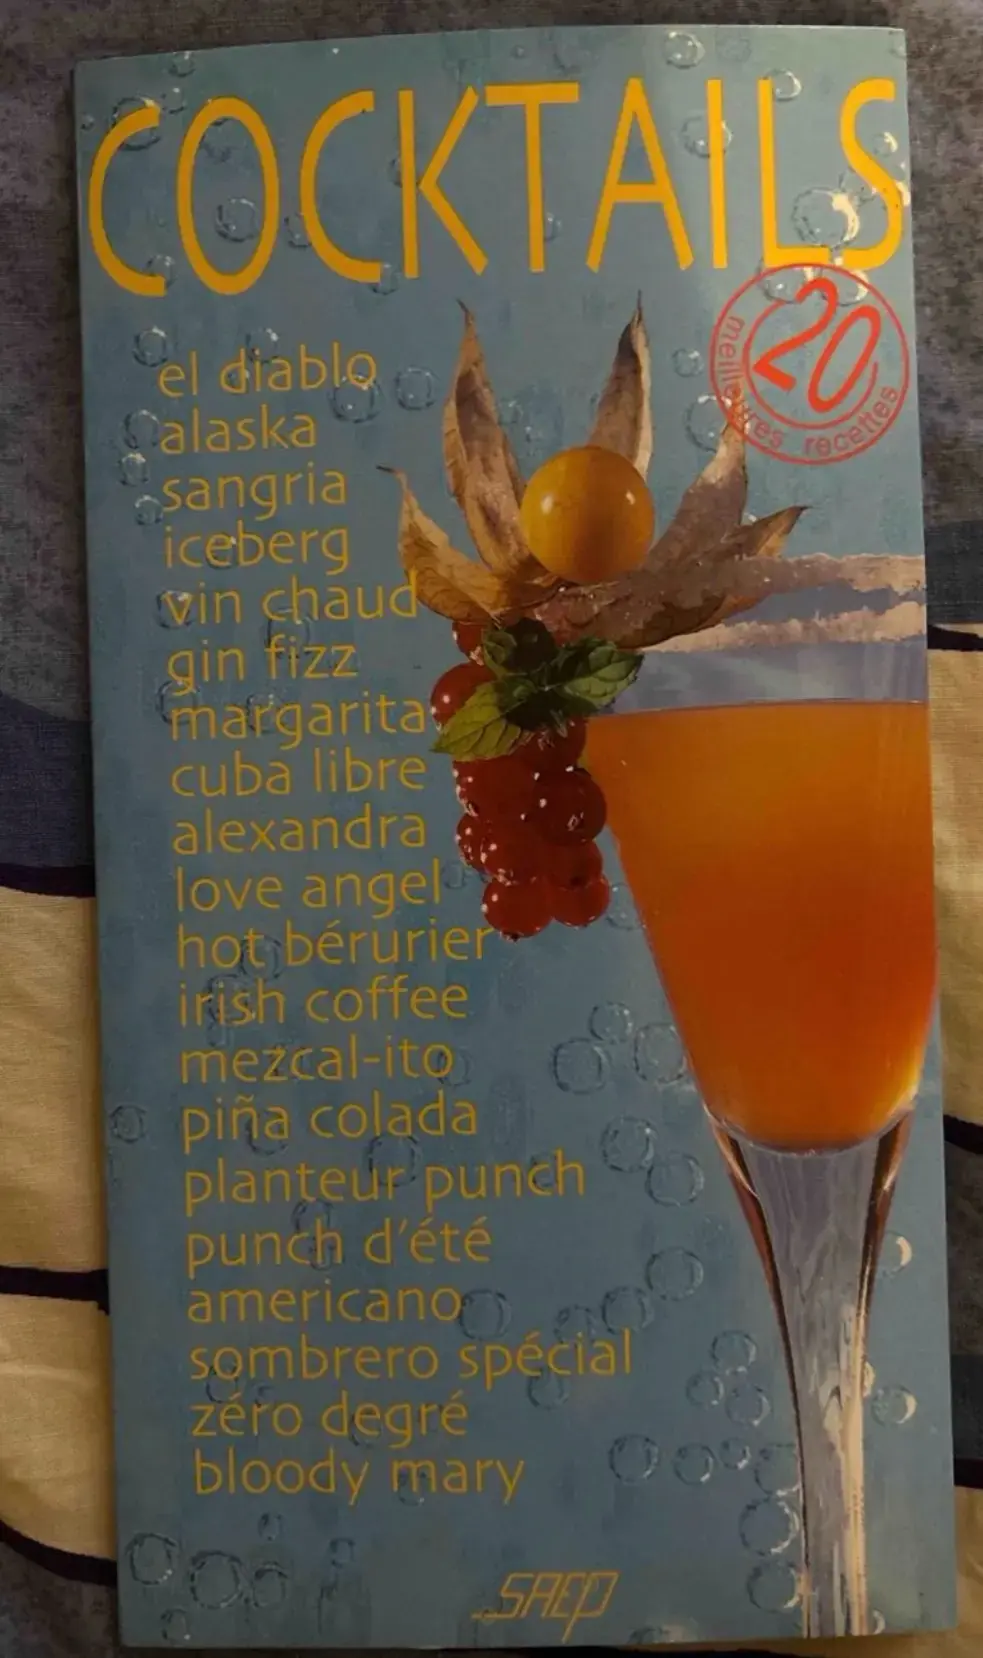 COCKTAILS
20
meilleures recettes
el diablo
alaska
sangria
iceberg
vin chaud
gin fizz
margarita
cuba libre
alexandra
love angel
hot bérurier
irish coffee
mezcal-ito
piña colada
planteur punch
punch d'été
americano
sombrero spécial
zéro degré
bloody mary
SAEP